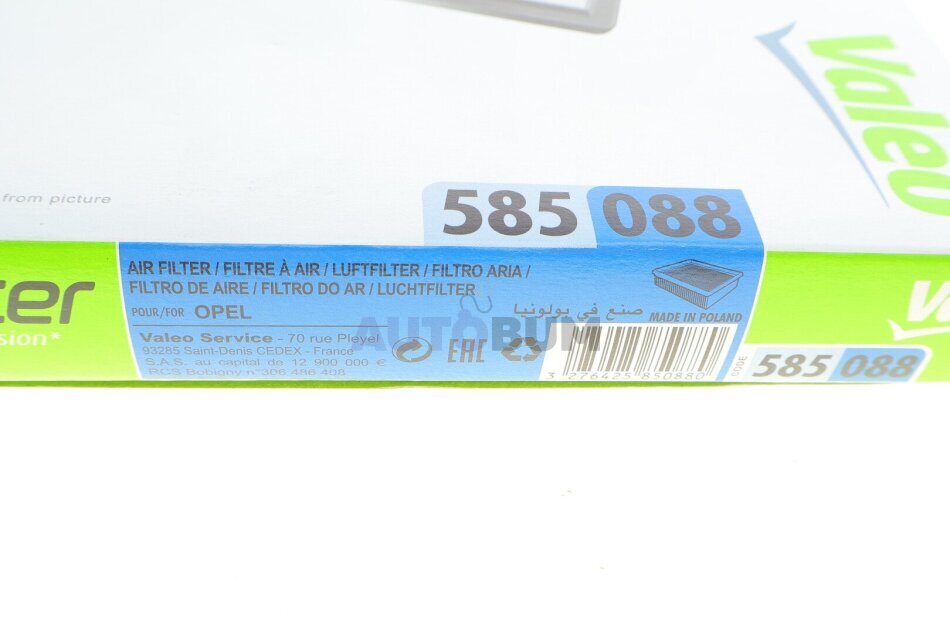 Valeo
from picture
585 088
AIR FILTER / FILTRE À AIR / LUFTFILTER / FILTRO ARIA /
FILTRO DE AIRE / FILTRO DO AR / LUCHTFILTER
POUR/FOR OPEL
صنع في بولونيا
MADE IN POLAND
AUTOBUM
Valeo Service - 70 rue Pleyel
93285 Saint-Denis CEDEX - France
S.A.S. au capital de 12 900 000 €
RCS Bobigny n°306 486 408
EAC
3 276425 850880
CODE
585 088